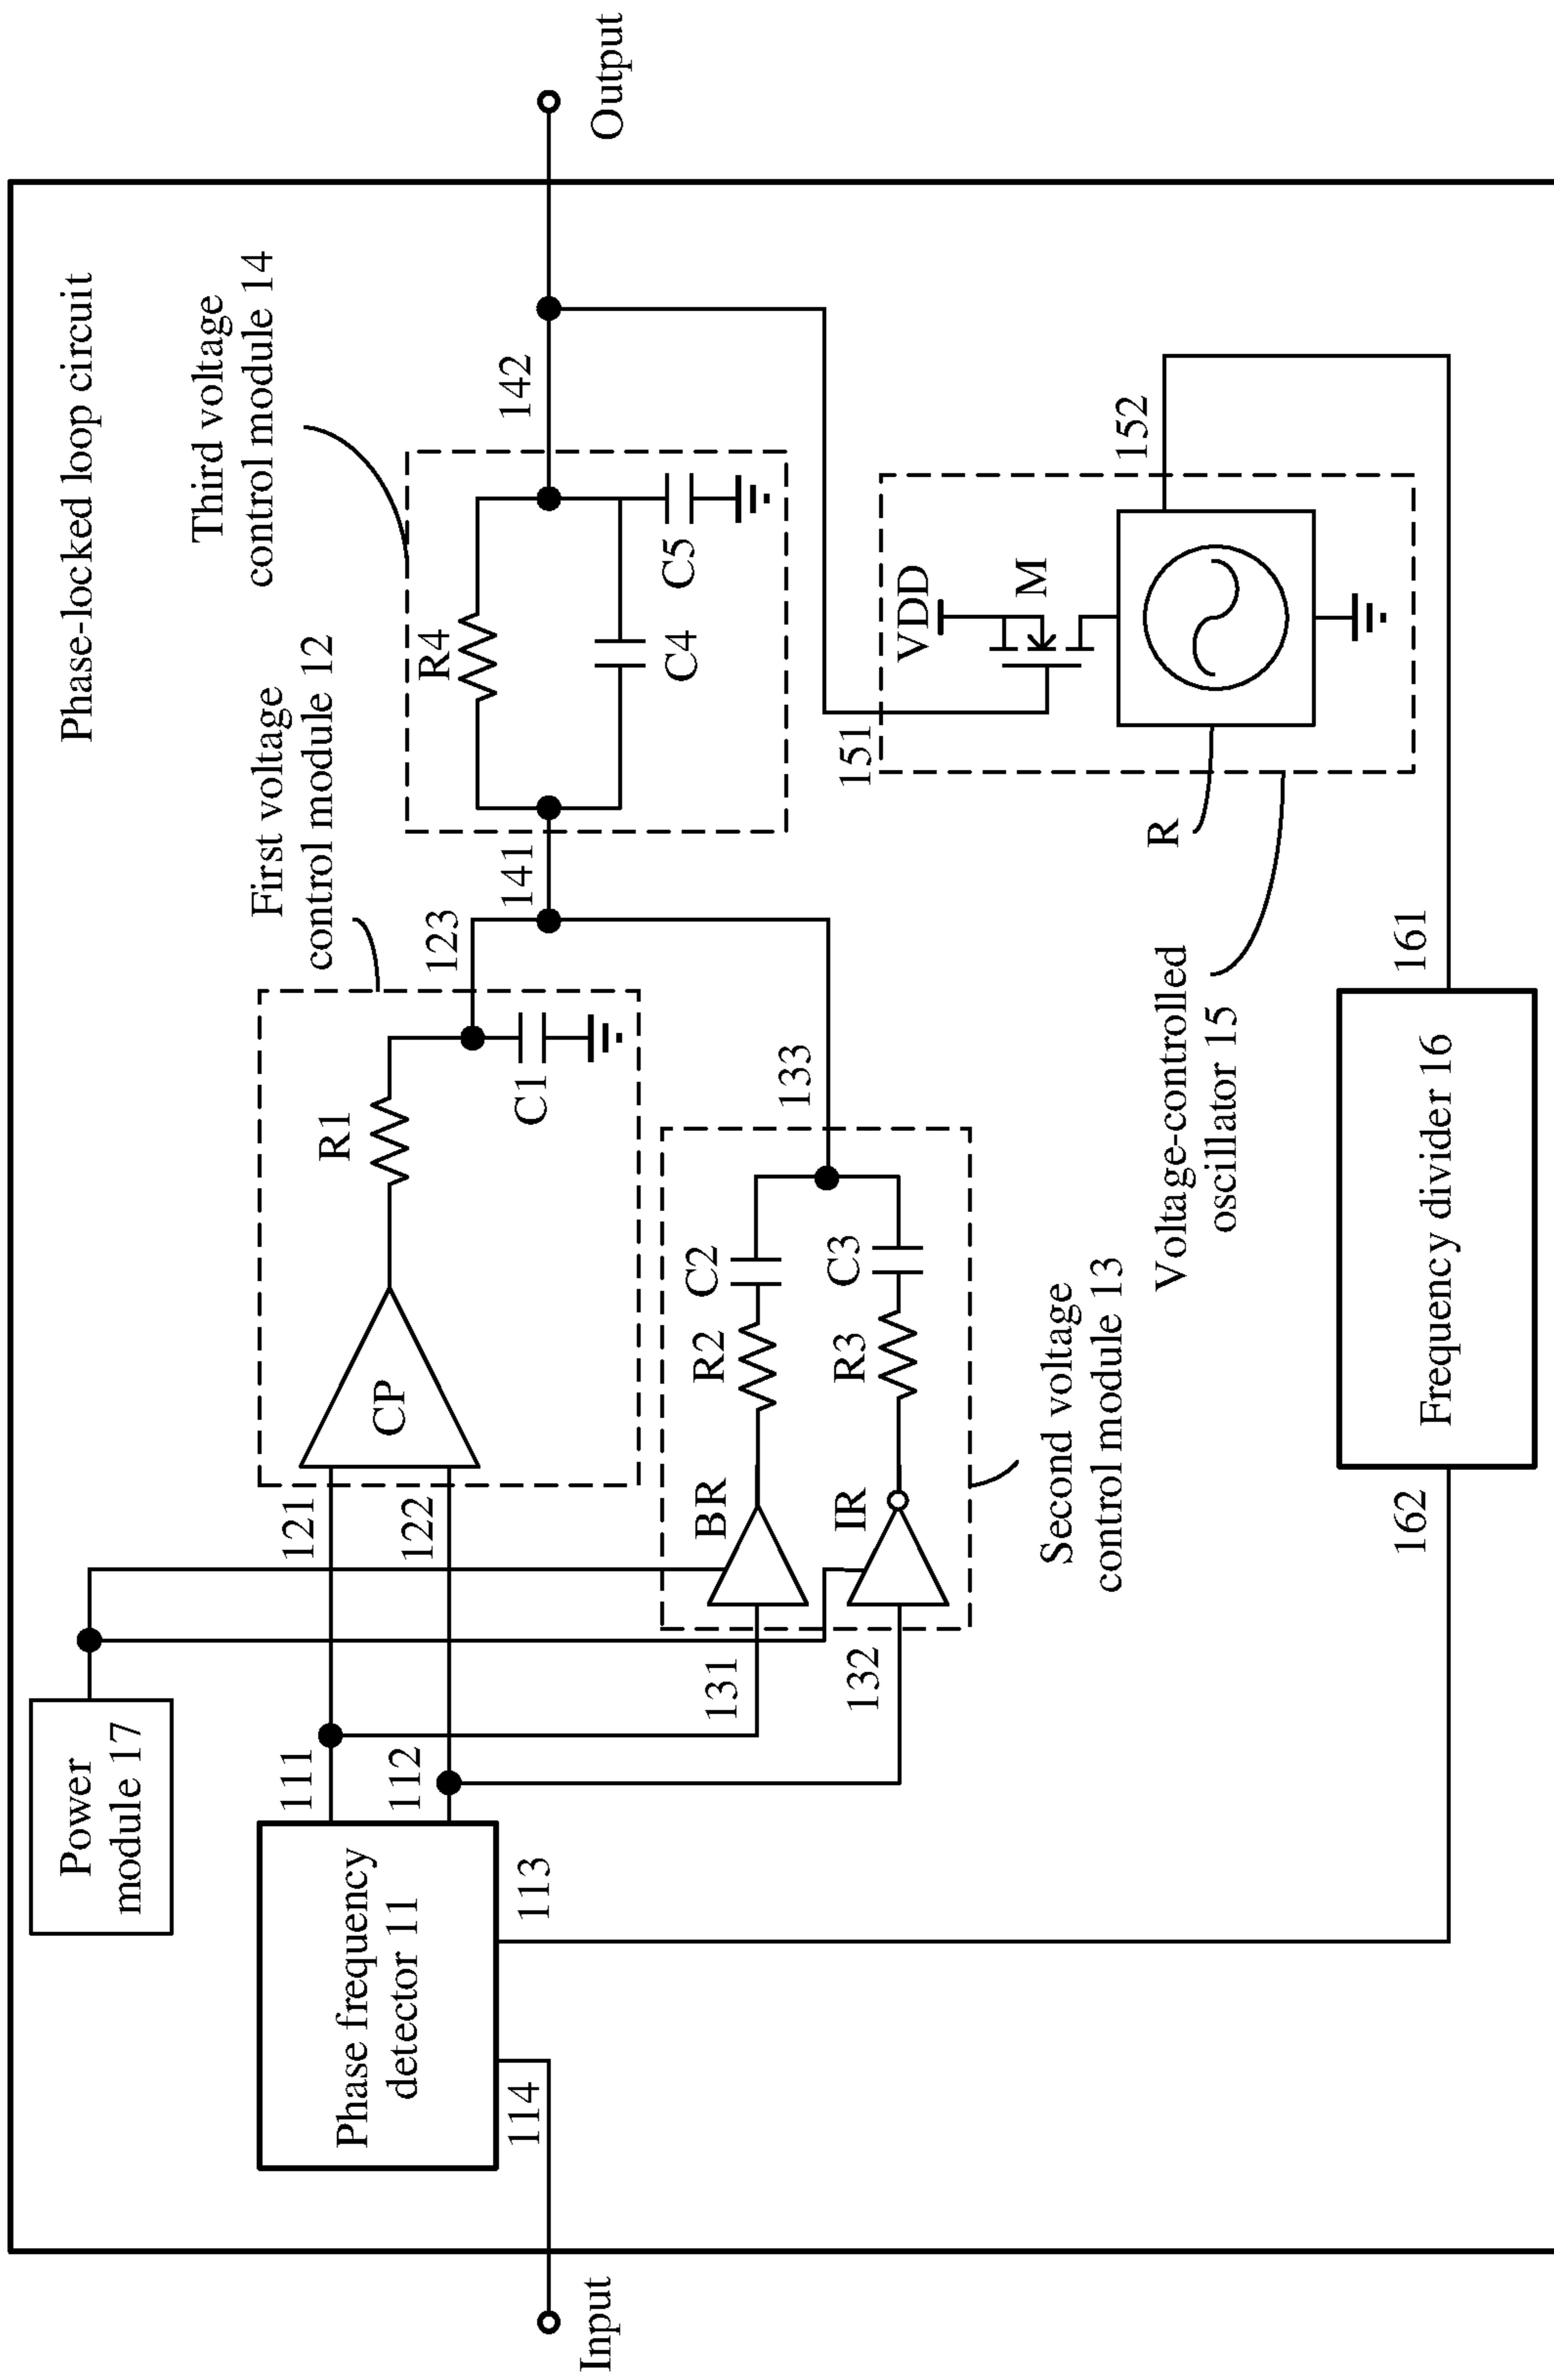 Phase-locked loop circuit
Power
module 17
First voltage
control module 12
Third voltage
control module 14
Phase frequency
detector 11
111
112
113
114
121
122
CP
R1
C1
123
141
R4
C4
C5
142
Input
Output
131
132
BR
IR
R2
C2
R3
C3
133
Second voltage
control module 13
151
VDD
M
R
152
Voltage-controlled
oscillator 15
162
Frequency divider 16
161